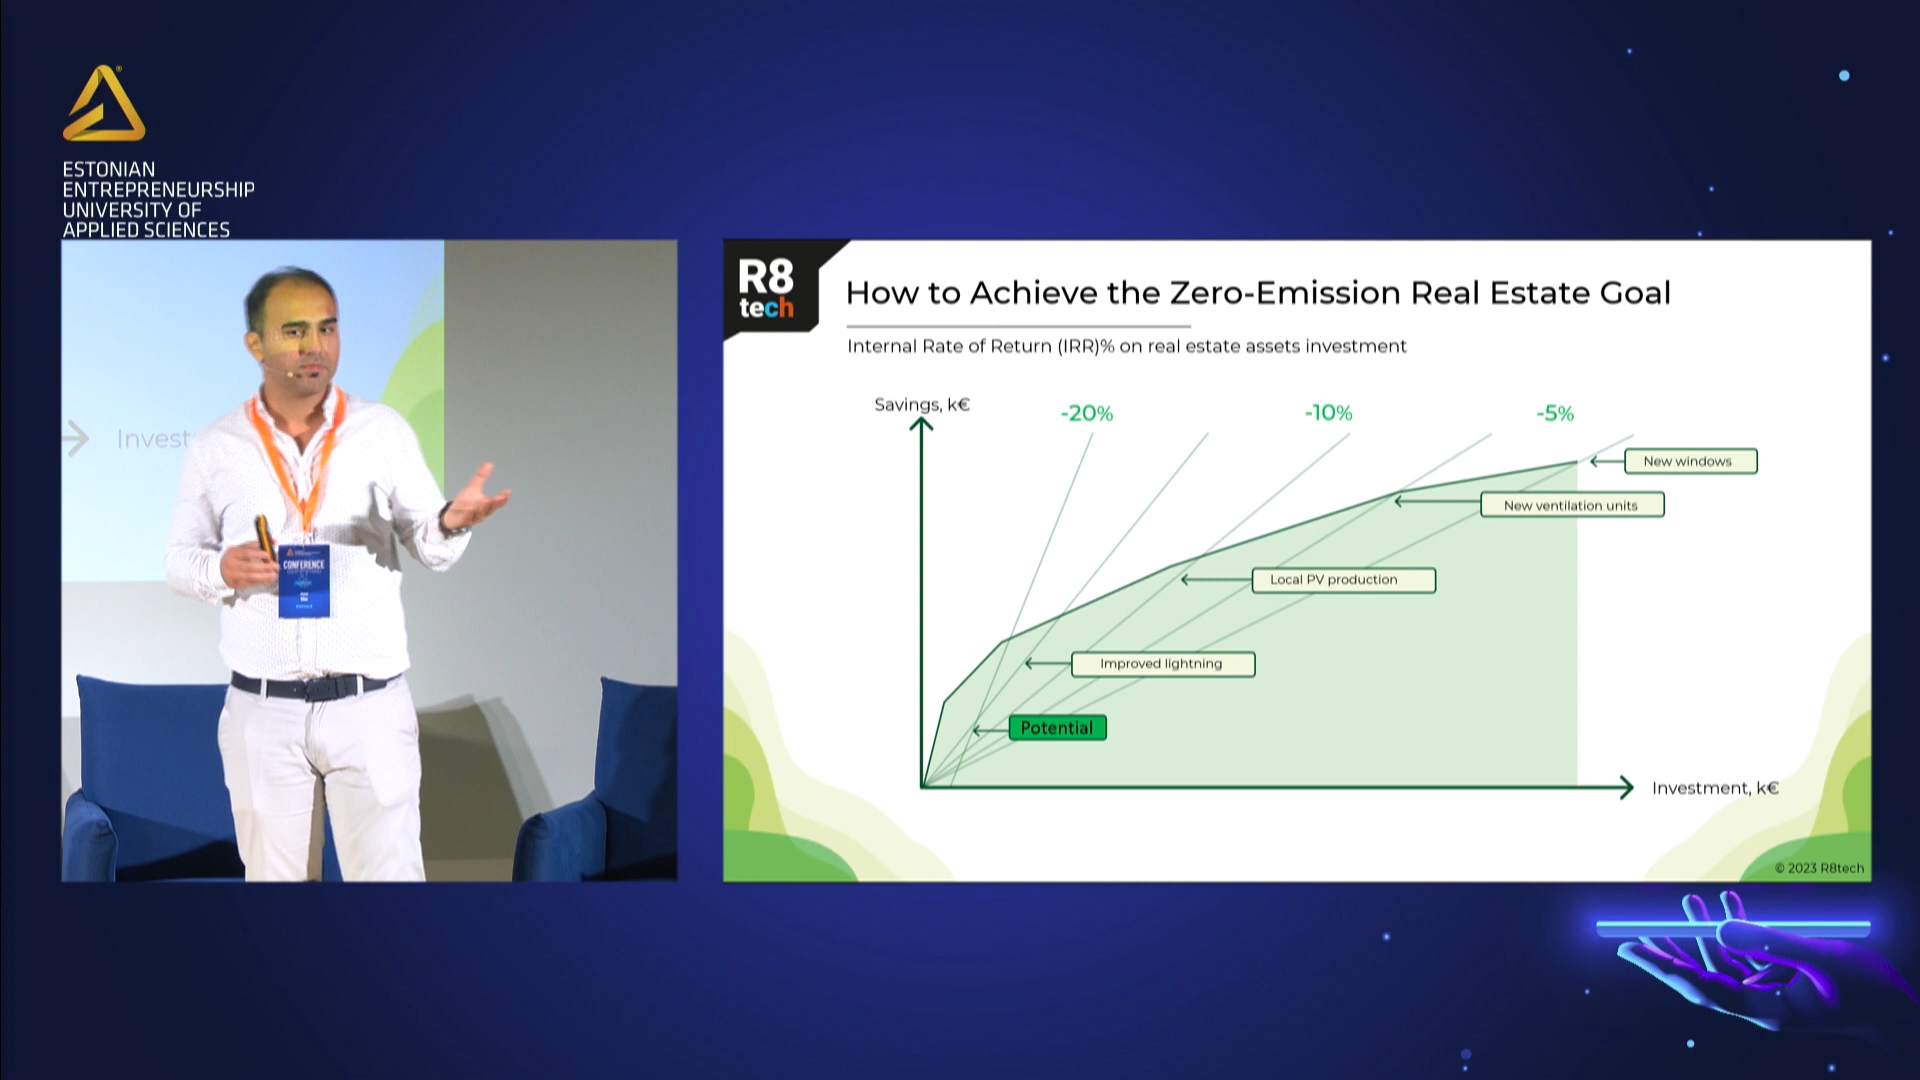 ESTONIAN
ENTREPRENEURSHIP
UNIVERSITY OF
APPLIED SCIENCES
Invest
CONFERENCE
R8
tech
How to Achieve the Zero-Emission Real Estate Goal
Internal Rate of Return (IRR)% on real estate assets investment
Savings, k€
-20%
-10%
-5%
New windows
New ventilation units
Local PV production
Improved lightning
Potential
Investment, k€
© 2023 R8tech